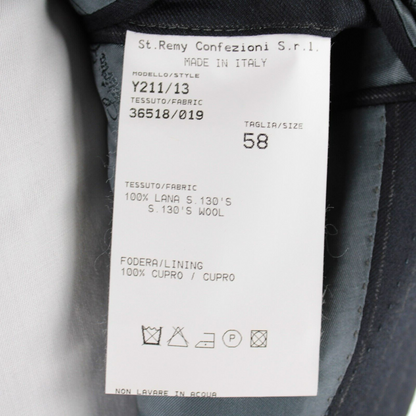 St.Remy Confezioni S.r.l.
MADE IN ITALY
MODELLO/STYLE
Y211/13
TESSUTO/FABRIC
36518/019
TAGLIA/SIZE
58
TESSUTO/FABRIC
100% LANA S.130'S
S.130'S WOOL
FODERA/LINING
100% CUPRO / CUPRO
P
NON LAVARE IN ACQUA